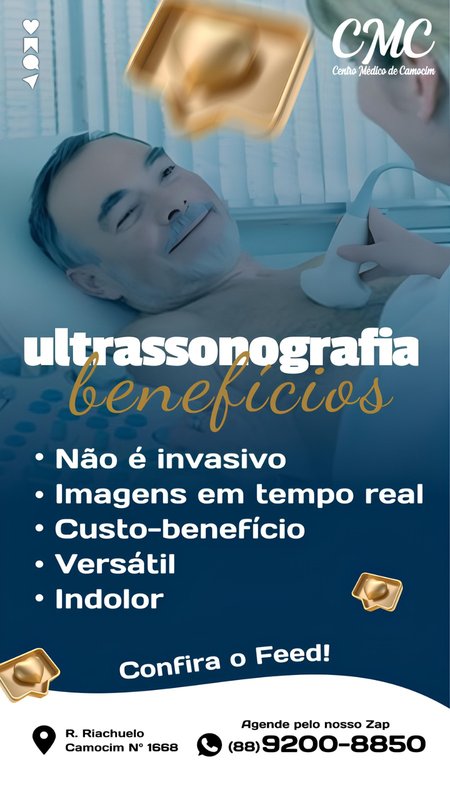 CMC
Centro Médico de Camocim
ultrassonografia
benefícios
• Não é invasivo
• Imagens em tempo real
• Custo-benefício
• Versátil
• Indolor
Confira o Feed!
R. Riachuelo
Camocim N° 1668
Agende pelo nosso Zap
(88)9200-8850